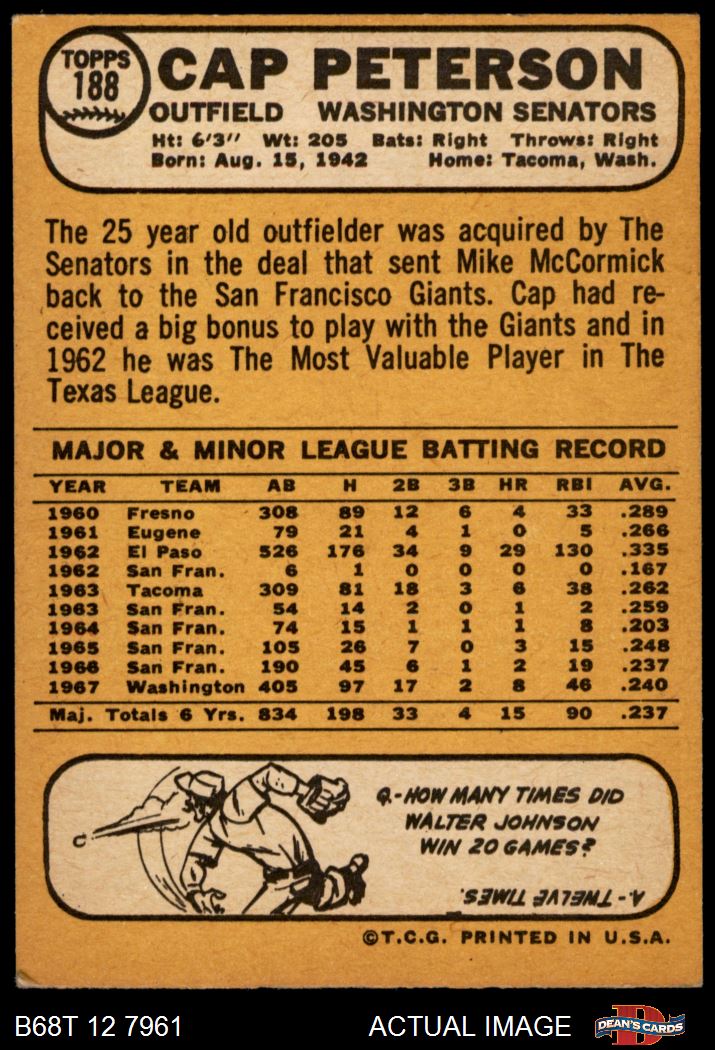 TOPPS
188
CAP PETERSON
OUTFIELD WASHINGTON SENATORS
Ht: 6'3" Wt: 205 Bats: Right Throws: Right
Born: Aug. 15, 1942 Home: Tacoma, Wash.
The 25 year old outfielder was acquired by The
Senators in the deal that sent Mike McCormick
back to the San Francisco Giants. Cap had re-
ceived a big bonus to play with the Giants and in
1962 he was The Most Valuable Player in The
Texas League.
MAJOR & MINOR LEAGUE BATTING RECORD
YEAR TEAM AB H 2B 3B HR RBI AVG.
1960 Fresno 308 89 12 6 4 33 .289
1961 Eugene 79 21 4 1 0 5 .266
1962 El Paso 526 176 34 9 29 130 .335
1962 San Fran. 6 1 0 0 0 0 .167
1963 Tacoma 309 81 18 3 6 38 .262
1963 San Fran. 54 14 2 0 1 2 .259
1964 San Fran. 74 15 1 1 1 8 .203
1965 San Fran. 105 26 7 0 3 15 .248
1966 San Fran. 190 45 6 1 2 19 .237
1967 Washington 405 97 17 2 8 46 .240
Maj. Totals 6 Yrs. 834 198 33 4 15 90 .237
Q.-HOW MANY TIMES DID
WALTER JOHNSON
WIN 20 GAMES?
A.-TWELVE TIMES.
©T.C.G. PRINTED IN U.S.A.
B68T 12 7961 ACTUAL IMAGE
D
DEAN'S CARDS